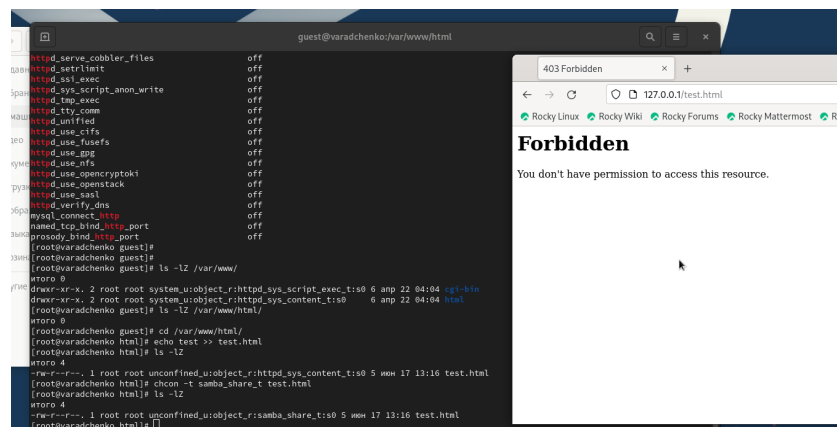 guest@varadchenko:/var/www/html
httpd_serve_cobbler_files off
httpd_setrlimit off
httpd_ssi_exec off
httpd_sys_script_anon_write off
httpd_tmp_exec off
httpd_tty_comm off
httpd_unified off
httpd_use_cifs off
httpd_use_fusefs off
httpd_use_gpg off
httpd_use_nfs off
httpd_use_opencryptoki off
httpd_use_openstack off
httpd_use_sasl off
httpd_verify_dns off
mysql_connect_http off
named_tcp_bind_http_port off
prosody_bind_http_port off
[root@varadchenko guest]#
[root@varadchenko guest]#
[root@varadchenko guest]# ls -lZ /var/www/
итого 0
drwxr-xr-x. 2 root root system_u:object_r:httpd_sys_script_exec_t:s0 6 апр 22 04:04 cgi-bin
drwxr-xr-x. 2 root root system_u:object_r:httpd_sys_content_t:s0 6 апр 22 04:04 html
[root@varadchenko guest]# ls -lZ /var/www/html/
итого 0
[root@varadchenko guest]# cd /var/www/html/
[root@varadchenko html]# echo test >> test.html
[root@varadchenko html]# ls -lZ
итого 4
-rw-r--r--. 1 root root unconfined_u:object_r:httpd_sys_content_t:s0 5 июн 17 13:16 test.html
[root@varadchenko html]# chcon -t samba_share_t test.html
[root@varadchenko html]# ls -lZ
итого 4
-rw-r--r--. 1 root root unconfined_u:object_r:samba_share_t:s0 5 июн 17 13:16 test.html
[root@varadchenko html]#
403 Forbidden
127.0.0.1/test.html
Rocky Linux Rocky Wiki Rocky Forums Rocky Mattermost R
Forbidden
You don't have permission to access this resource.